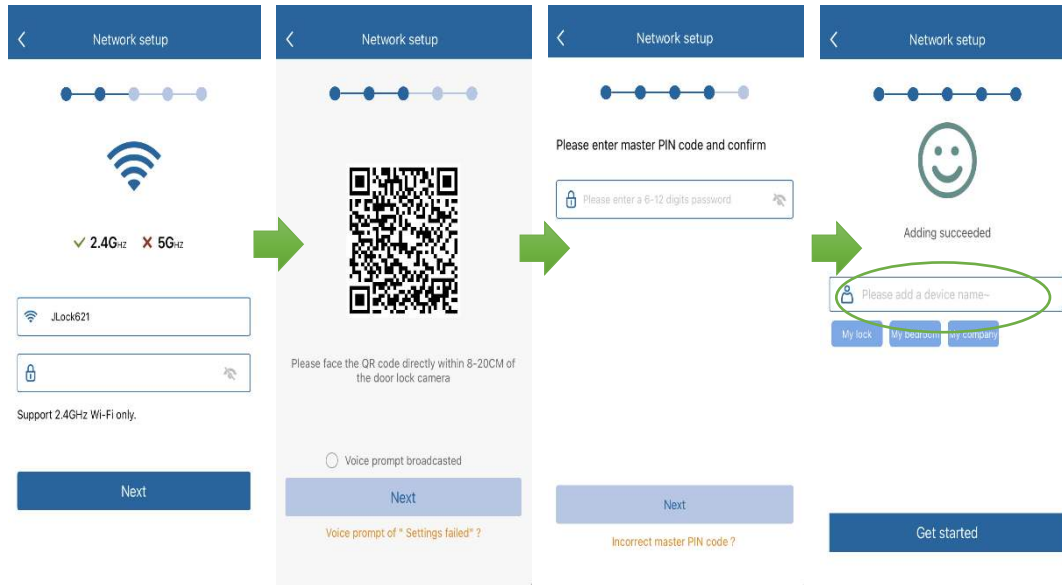 Network setup
2.4GHZ
5GHZ
JLock621
Support 2.4GHz Wi-Fi only.
Next
Network setup
Please face the QR code directly within 8-20CM of
the door lock camera
Voice prompt broadcasted
Next
Voice prompt of " Settings failed" ?
Network setup
Please enter master PIN code and confirm
Please enter a 6-12 digits password
Next
Incorrect master PIN code ?
Network setup
Adding succeeded
Please add a device name~
My lock
My bedroom
My company
Get started